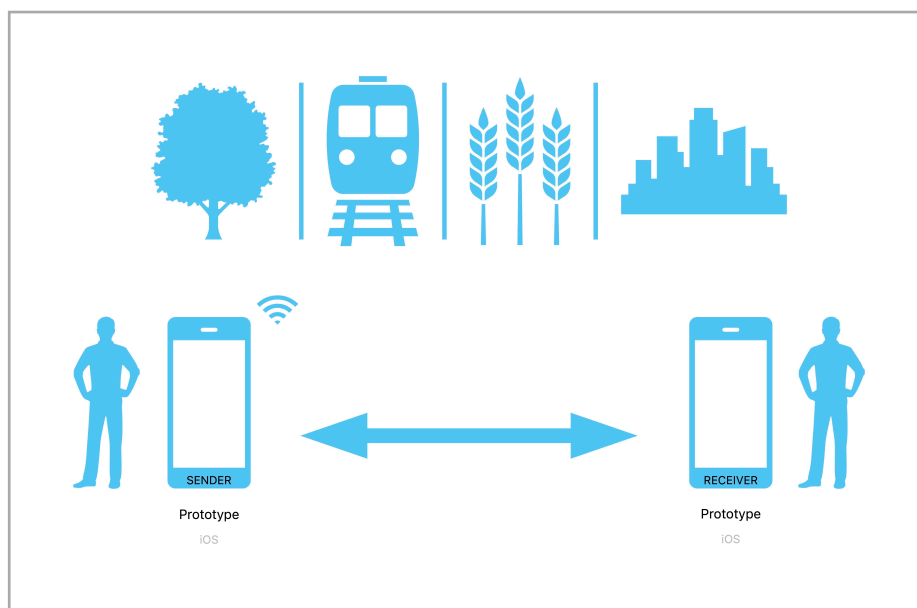 SENDER
RECEIVER
Prototype
Prototype
iOS
iOS